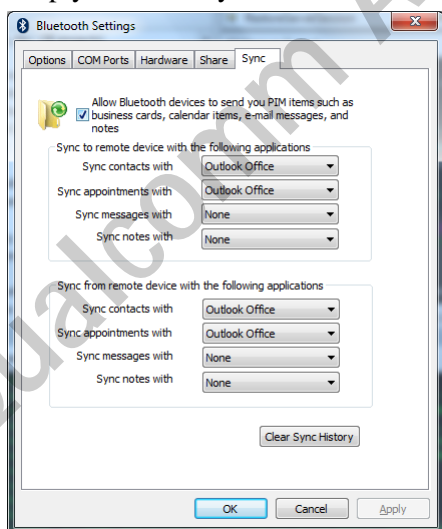 Bluetooth Settings
Options COM Ports Hardware Share Sync
Allow Bluetooth devices to send you PIM items such as
business cards, calendar items, e-mail messages, and
notes
Sync to remote device with the following applications
Sync contacts with Outlook Office
Sync appointments with Outlook Office
Sync messages with None
Sync notes with None
Sync from remote device with the following applications
Sync contacts with Outlook Office
Sync appointments with Outlook Office
Sync messages with None
Sync notes with None
Clear Sync History
OK Cancel Apply
Qualcomm A